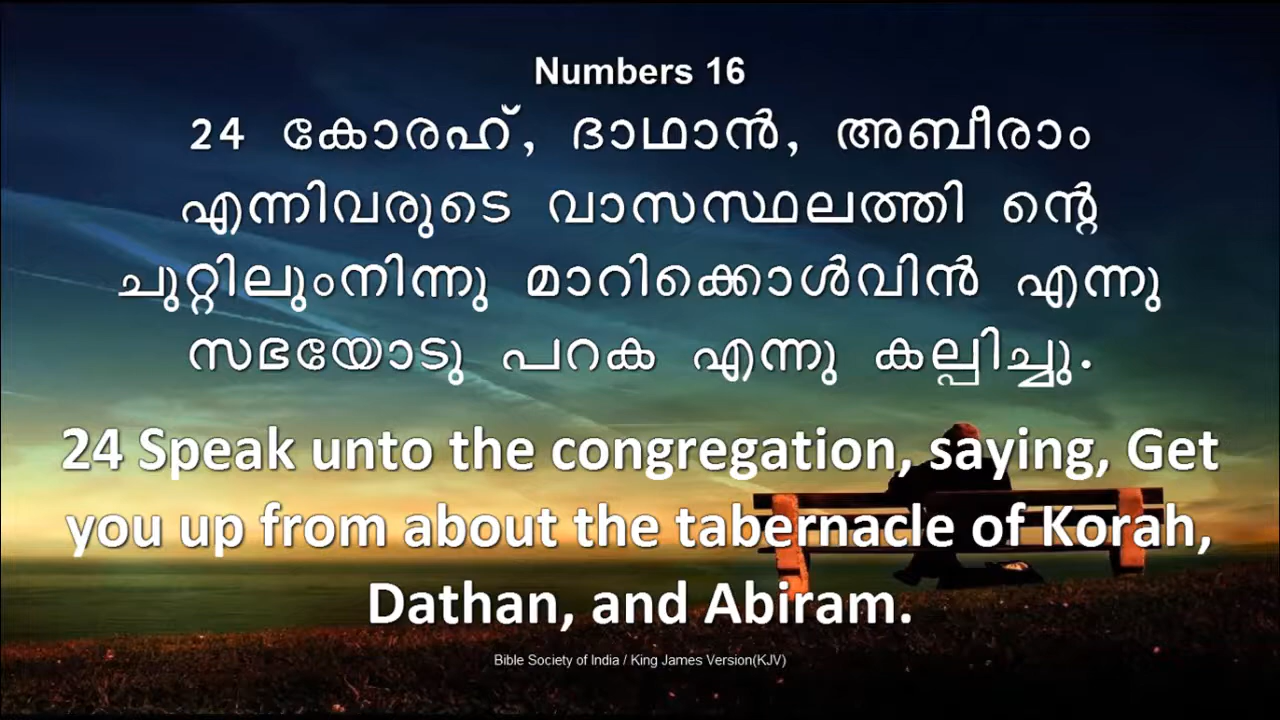 Numbers 16
24 കോരഹ്, ദാഥാൻ, അബീരാം
എന്നിവരുടെ വാസസ്ഥലത്തി ന്റെ
ചുറ്റിലുംനിന്നു മാറിക്കൊൾവിൻ എന്നു
സഭയോടു പറക എന്നു കല്പിച്ചു.
24 Speak unto the congregation, saying, Get
you up from about the tabernacle of Korah,
Dathan, and Abiram.
Bible Society of India / King James Version(KJV)